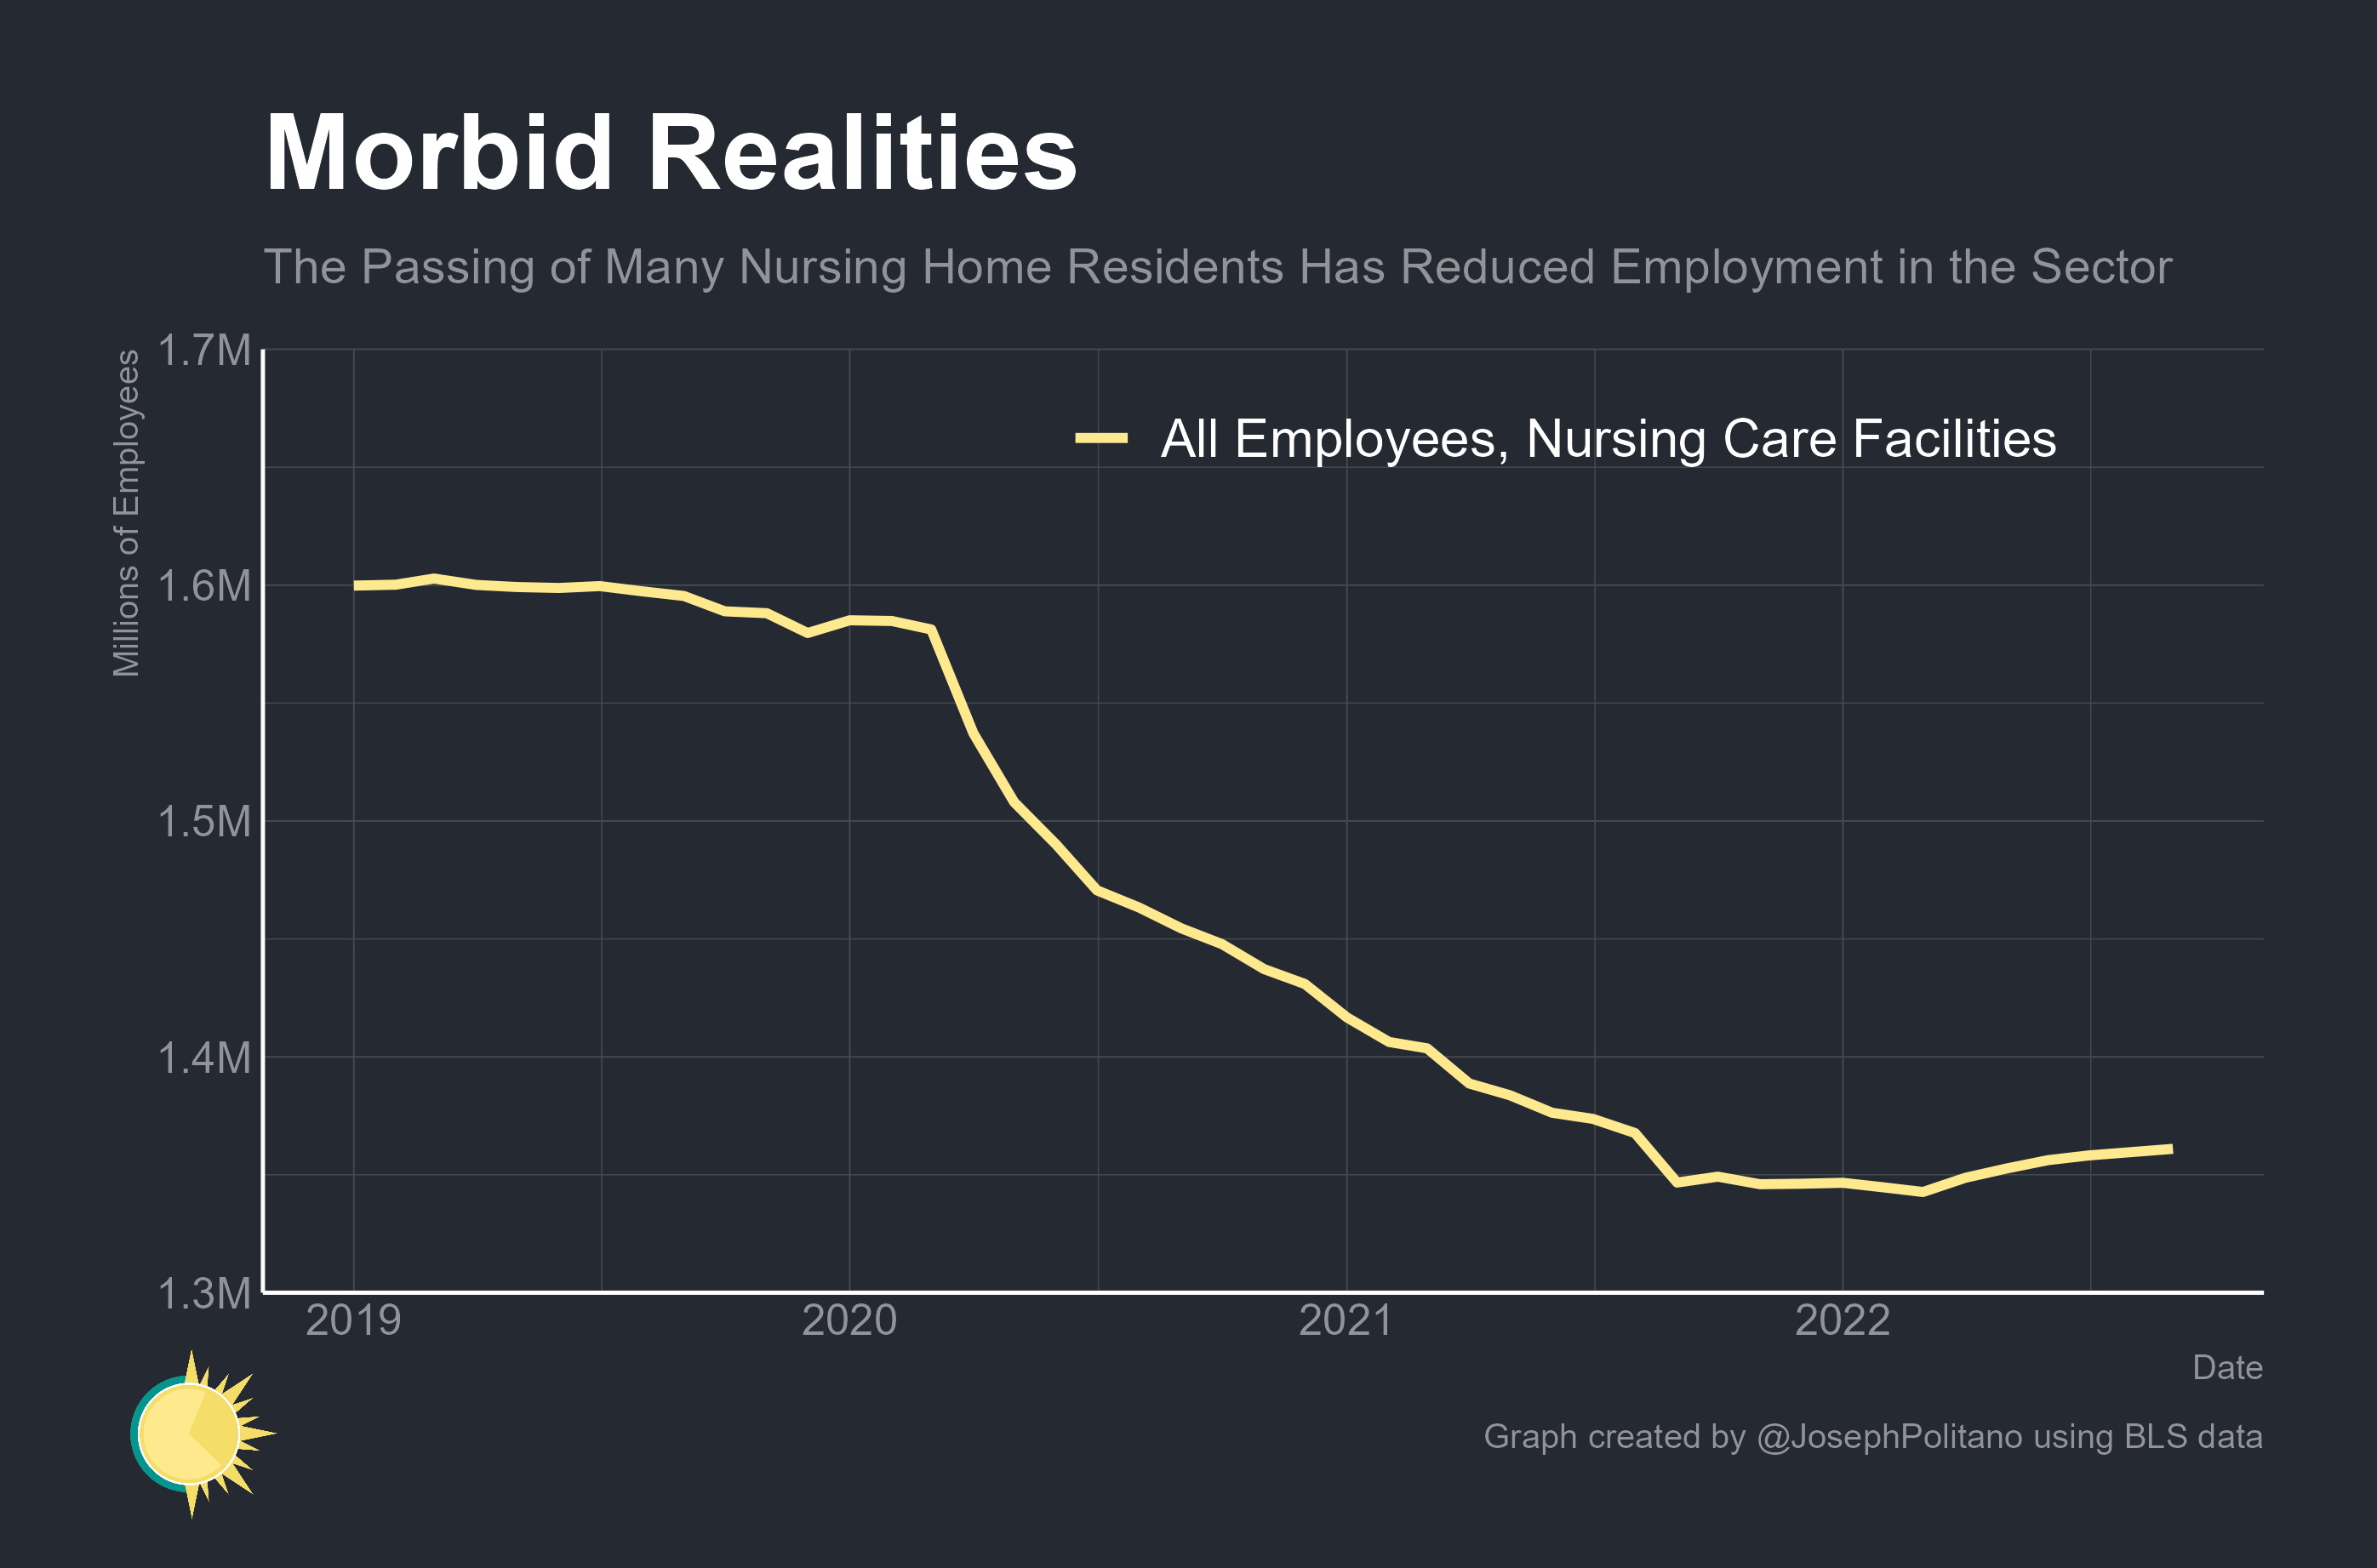 Morbid Realities
The Passing of Many Nursing Home Residents Has Reduced Employment in the Sector
Millions of Employees
1.7M
1.6M
1.5M
1.4M
1.3M
All Employees, Nursing Care Facilities
2019
2020
2021
2022
Date
Graph created by @JosephPolitano using BLS data